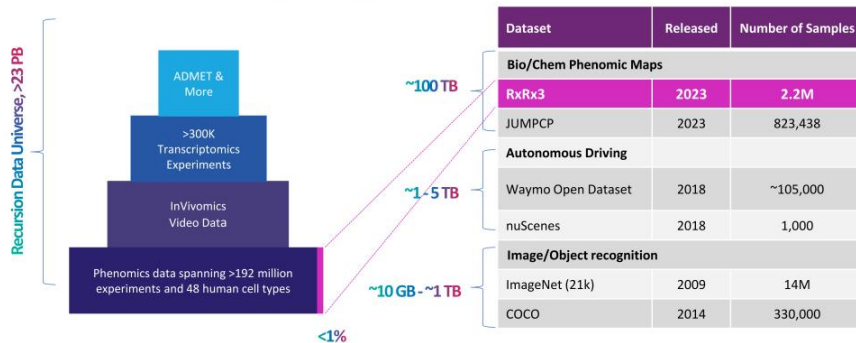 Recursion Data Universe, >23 PB
ADMET &
More
>300K
Transcriptomics
Experiments
InVivomics
Video Data
Phenomics data spanning >192 million
experiments and 48 human cell types
<1%
~100 TB
~1 - 5 TB
~10 GB - ~1 TB
Dataset Released Number of Samples
Bio/Chem Phenomic Maps
RxRx3 2023 2.2M
JUMPCP 2023 823,438
Autonomous Driving
Waymo Open Dataset 2018 ~105,000
nuScenes 2018 1,000
Image/Object recognition
ImageNet (21k) 2009 14M
COCO 2014 330,000